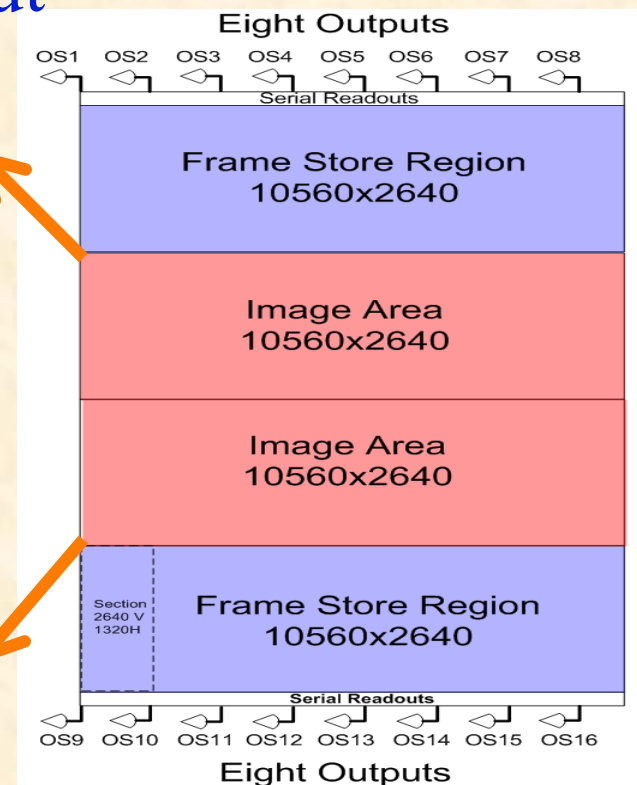 Eight Outputs
OS1 OS2 OS3 OS4 OS5 OS6 OS7 OS8
Serial Readouts
Frame Store Region
10560x2640
Image Area
10560x2640
Image Area
10560x2640
Section
2640 V
1320H
Frame Store Region
10560x2640
Serial Readouts
OS9 OS10 OS11 OS12 OS13 OS14 OS15 OS16
Eight Outputs